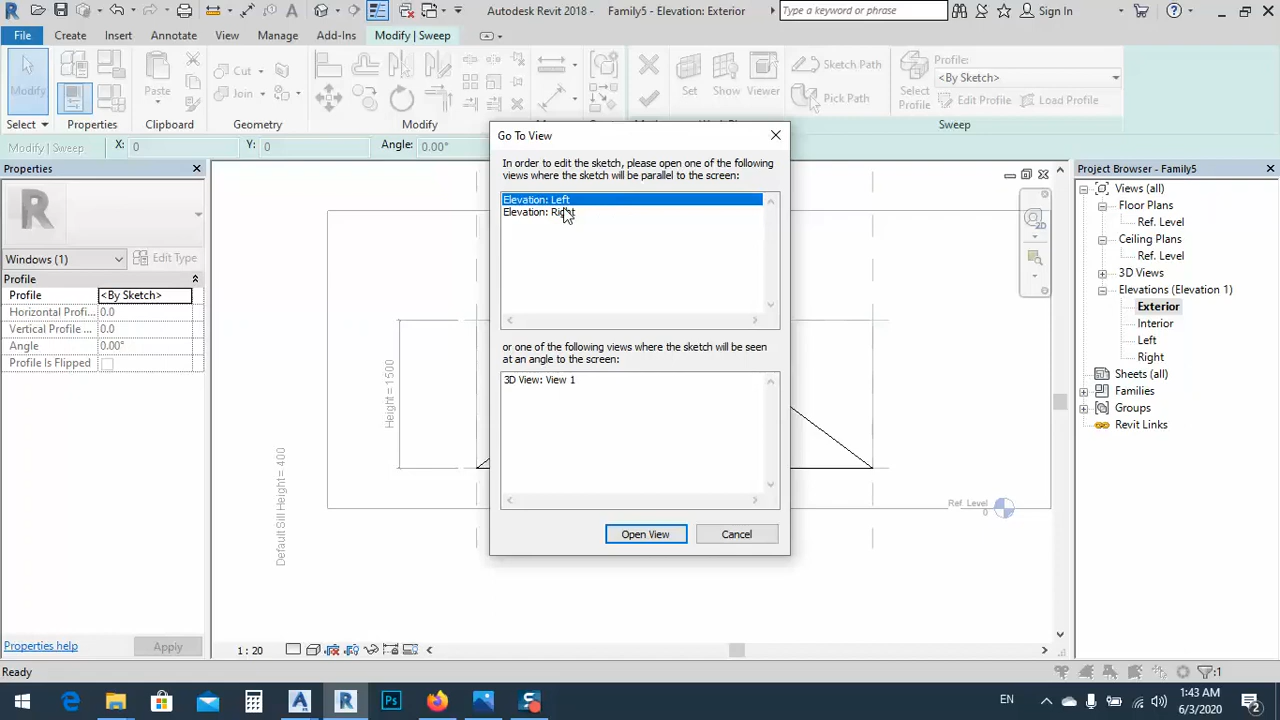 Autodesk Revit 2018 - Family5 - Elevation: Exterior
Type a keyword or phrase
Sign In
File Create Insert Annotate View Manage Add-Ins Modify | Sweep
Modify
Paste
Cut
Join
Set Show Viewer
Sketch Path
Pick Path
Select Profile
Profile:
<By Sketch>
Edit Profile Load Profile
Select Properties Clipboard Geometry Modify Sweep
Modify | Sweep X: 0 Y: 0 Angle: 0.00°
Properties
Windows (1) Edit Type
Profile
Profile <By Sketch>
Horizontal Profi... 0.0
Vertical Profile ... 0.0
Angle 0.00°
Profile Is Flipped
Properties help Apply
Go To View
In order to edit the sketch, please open one of the following
views where the sketch will be parallel to the screen:
Elevation: Left
Elevation: Right
or one of the following views where the sketch will be seen
at an angle to the screen:
3D View: View 1
Open View Cancel
Height = 1500
Default Sill Height = 400
Ref. Level
0
2D
1 : 20
Project Browser - Family5
Views (all)
Floor Plans
Ref. Level
Ceiling Plans
Ref. Level
3D Views
Elevations (Elevation 1)
Exterior
Interior
Left
Right
Sheets (all)
Families
Groups
Revit Links
Ready
:1
EN
1:43 AM
6/3/2020
2